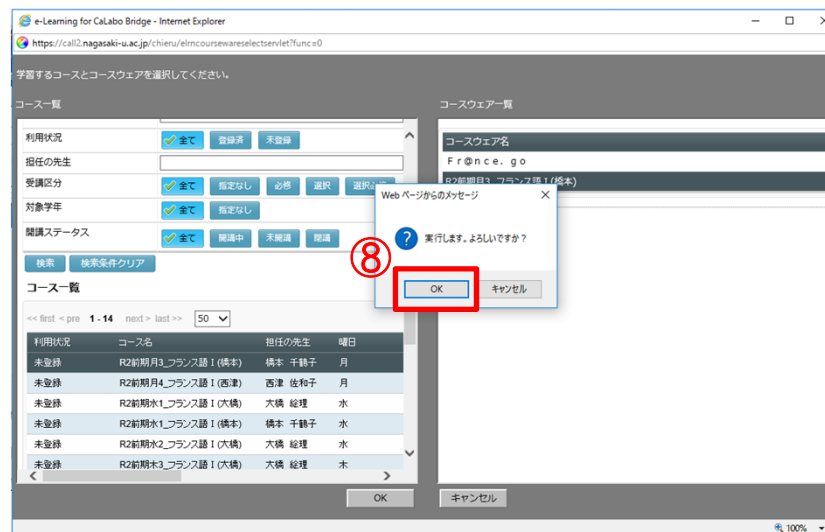 e-Learning for CaLabo Bridge - Internet Explorer
https://call2.nagasaki-u.ac.jp/chieru/elrncoursewareselectservlet?func=0
学習するコースとコースウェアを選択してください。
コース一覧
利用状況 全て 登録済 未登録
担任の先生
受講区分 全て 指定なし 必修 選択
対象学年 全て 指定なし
開講ステータス 全て 開講中 未開講 閉講
検索 検索条件クリア
コース一覧
<< first < pre 1 - 14 next > last >> 50
利用状況 コース名 担任の先生 曜日
未登録 R2前期月3_フランス語Ⅰ(橋本) 橋本 千鶴子 月
未登録 R2前期月4_フランス語Ⅰ(西津) 西津 佐和子 月
未登録 R2前期水1_フランス語Ⅰ(大橋) 大橋 絵理 水
未登録 R2前期水1_フランス語Ⅰ(橋本) 橋本 千鶴子 水
未登録 R2前期水2_フランス語Ⅰ(大橋) 大橋 絵理 水
未登録 R2前期木3_フランス語Ⅰ(大橋) 大橋 絵理 木
OK キャンセル
コースウェア一覧
コースウェア名
Fr@nce.go
R2前期月3_フランス語Ⅰ(橋本)
Web ページからのメッセージ
実行します。よろしいですか?
⑧
OK キャンセル
100%